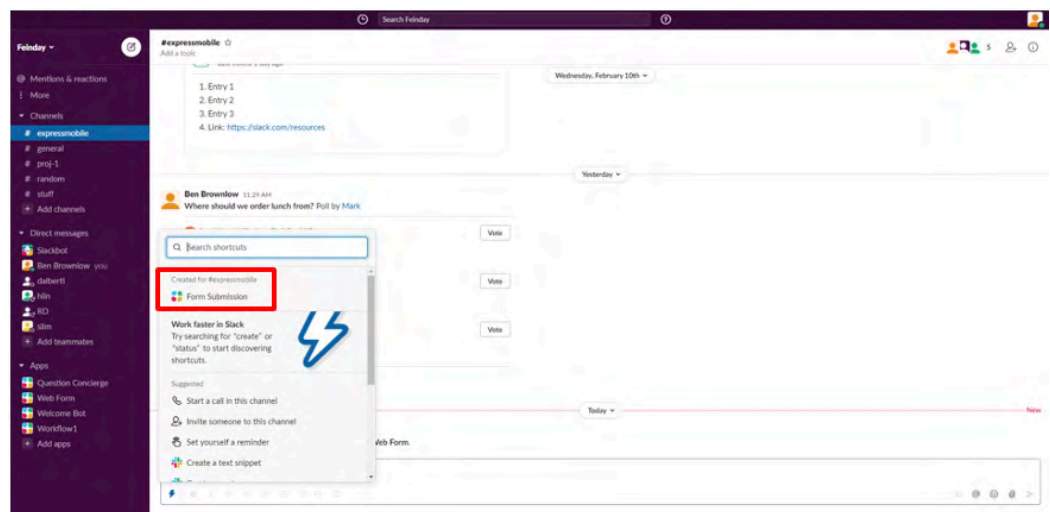 Search Feinday
Feinday
#expressmobile
Add a topic
5
Mentions & reactions
More
Channels
# expressmobile
# general
# proj-1
# random
# stuff
+ Add channels
Direct messages
Slackbot
Ben Brownlow you
dalberti
hlin
RD
slim
+ Add teammates
Apps
Question Concierge
Web Form
Welcome Bot
Workflow1
+ Add apps
Wednesday, February 10th
1. Entry 1
2. Entry 2
3. Entry 3
4. Link: https://slack.com/resources
Yesterday
Ben Brownlow 11:29 AM
Where should we order lunch from? Poll by Mark
Vote
Vote
Vote
Search shortcuts
Created for #expressmobile
Form Submission
Work faster in Slack
Try searching for "create" or
"status" to start discovering
shortcuts.
Suggested
Start a call in this channel
Invite someone to this channel
Set yourself a reminder
Create a text snippet
Today
New
Web Form.